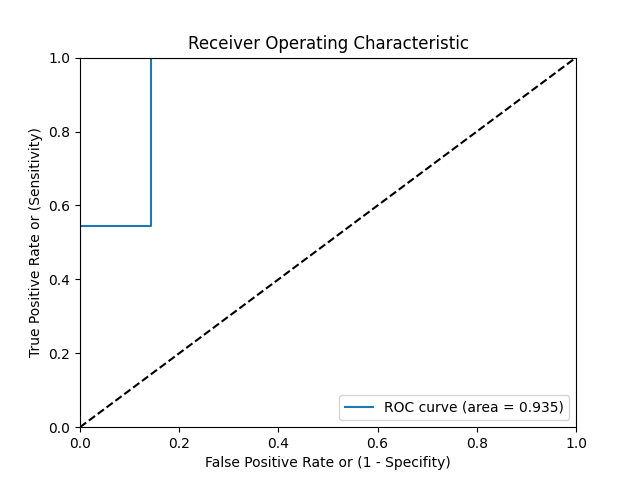 Receiver Operating Characteristic
1.0
0.8
0.6
0.4
0.2
0.0
True Positive Rate or (Sensitivity)
ROC curve (area = 0.935)
0.0 0.2 0.4 0.6 0.8 1.0
False Positive Rate or (1 - Specifity)